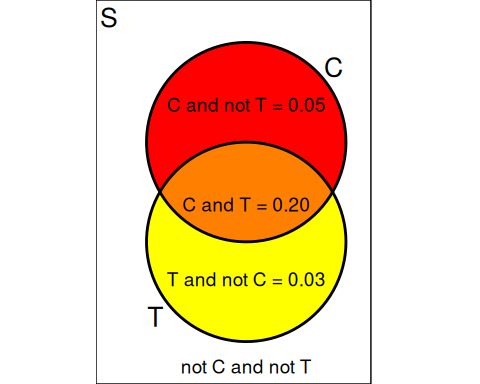 S
C
C and not T = 0.05
C and T = 0.20
T and not C = 0.03
T
not C and not T